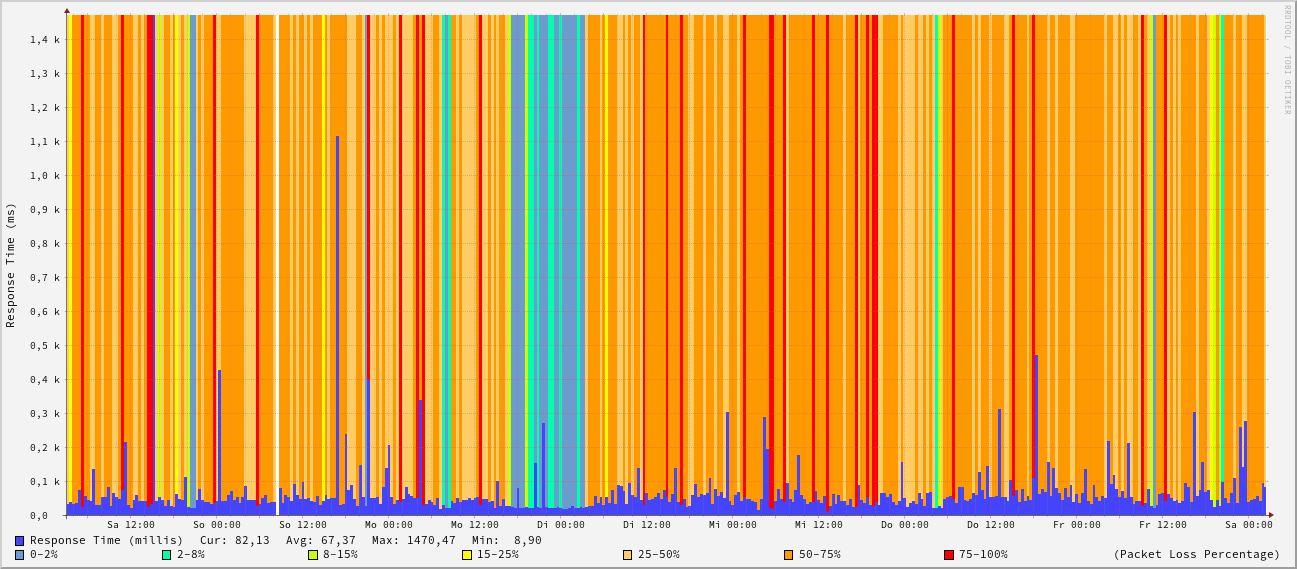 RRDTOOL / TOBI OETIKER
Response Time (ms)
1,4 k
1,3 k
1,2 k
1,1 k
1,0 k
0,9 k
0,8 k
0,7 k
0,6 k
0,5 k
0,4 k
0,3 k
0,2 k
0,1 k
0,0
Sa 12:00 So 00:00 So 12:00 Mo 00:00 Mo 12:00 Di 00:00 Di 12:00 Mi 00:00 Mi 12:00 Do 00:00 Do 12:00 Fr 00:00 Fr 12:00 Sa 00:00
Response Time (millis) Cur: 82,13 Avg: 67,37 Max: 1470,47 Min: 8,90
0-2% 2-8% 8-15% 15-25% 25-50% 50-75% 75-100% (Packet Loss Percentage)